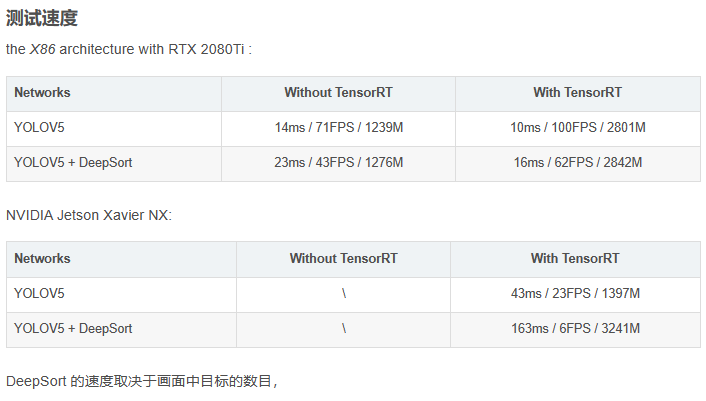 测试速度
the X86 architecture with RTX 2080Ti :
Networks Without TensorRT With TensorRT
YOLOV5 14ms / 71FPS / 1239M 10ms / 100FPS / 2801M
YOLOV5 + DeepSort 23ms / 43FPS / 1276M 16ms / 62FPS / 2842M
NVIDIA Jetson Xavier NX:
Networks Without TensorRT With TensorRT
YOLOV5 \ 43ms / 23FPS / 1397M
YOLOV5 + DeepSort \ 163ms / 6FPS / 3241M
DeepSort 的速度取决于画面中目标的数目，